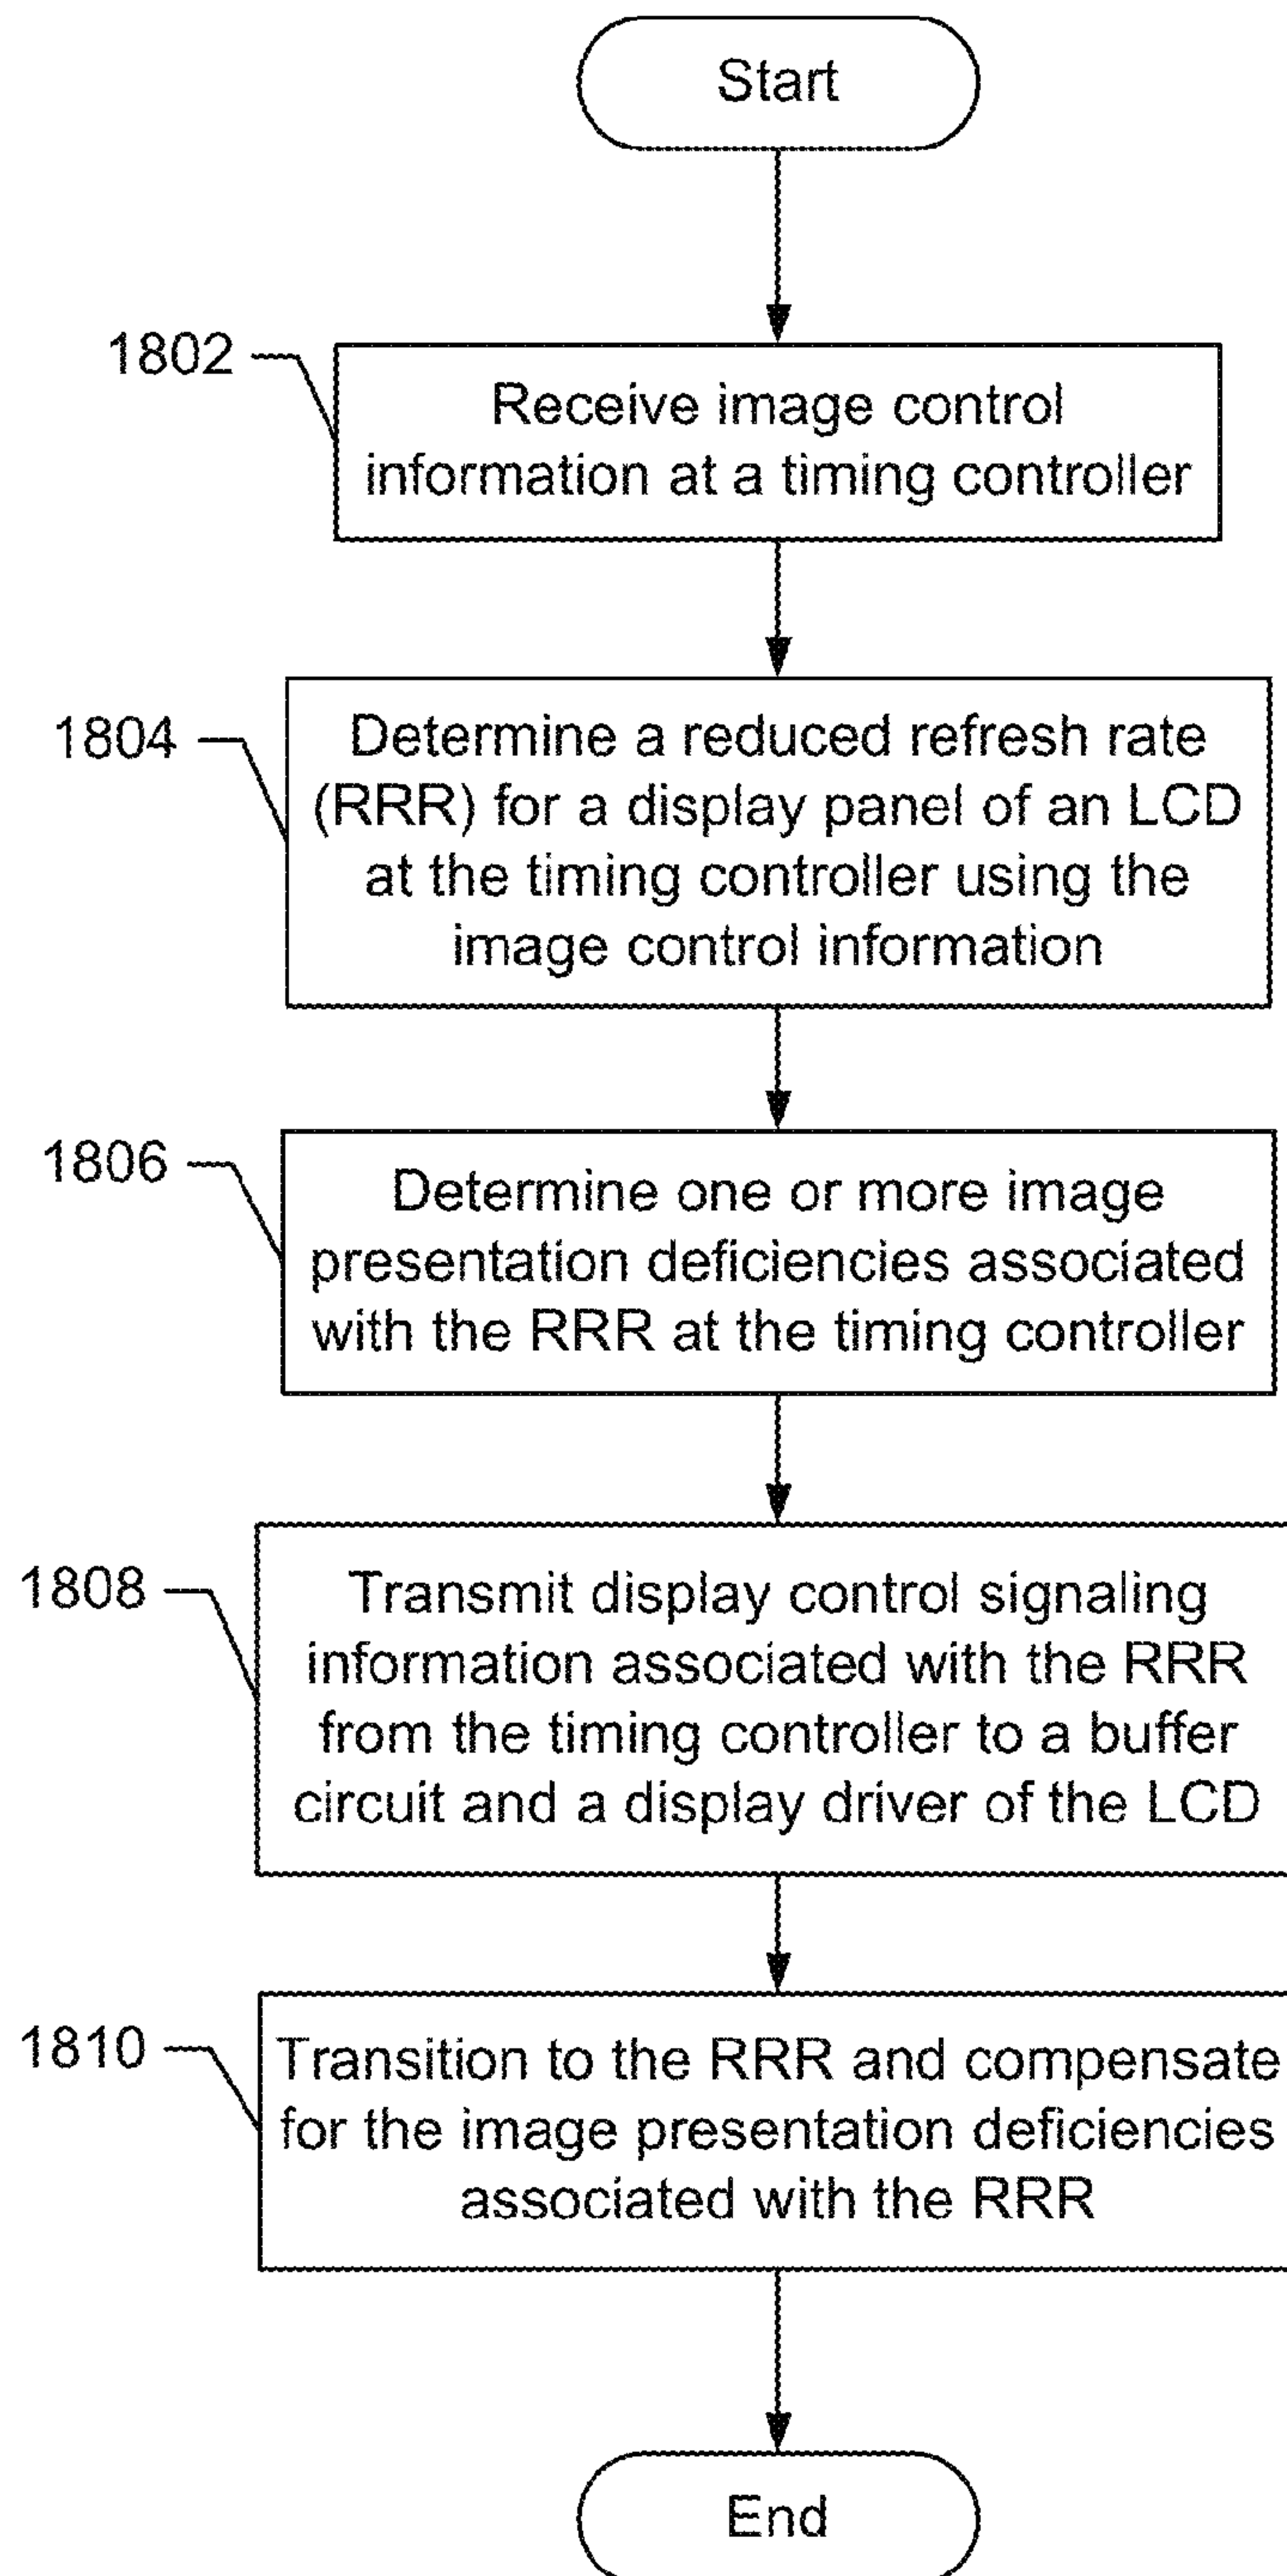 Start
1802
Receive image control
information at a timing controller
1804
Determine a reduced refresh rate
(RRR) for a display panel of an LCD
at the timing controller using the
image control information
1806
Determine one or more image
presentation deficiencies associated
with the RRR at the timing controller
1808
Transmit display control signaling
information associated with the RRR
from the timing controller to a buffer
circuit and a display driver of the LCD
1810
Transition to the RRR and compensate
for the image presentation deficiencies
associated with the RRR
End